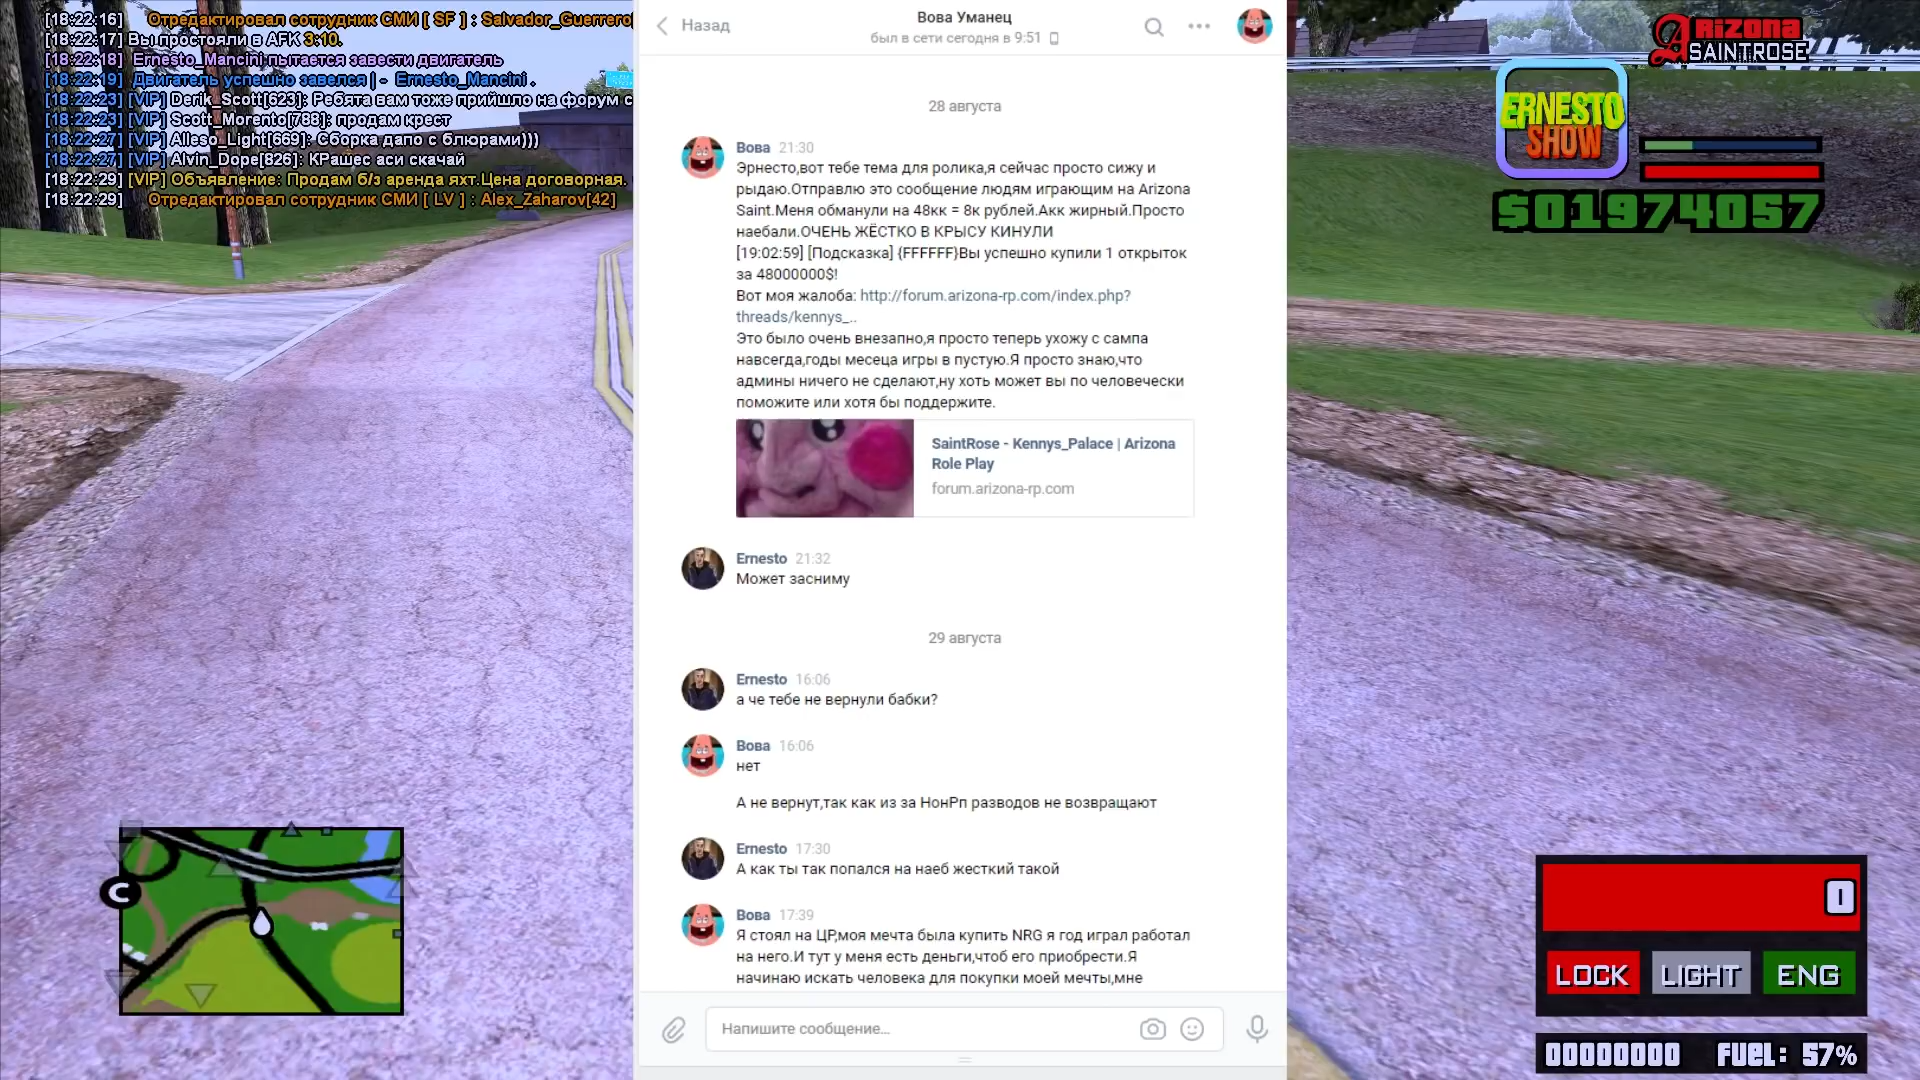 [18:22:16] Отредактировал сотрудник СМИ [ SF ] : Salvador_Guerrero
[18:22:17] Вы простояли в AFK 3:10.
[18:22:18] Ernesto_Mancini пытается завести двигатель
[18:22:19] Двигатель успешно завелся | - Ernesto_Mancini .
[18:22:23] [VIP] Derik_Scott[623]: Ребята вам тоже прийшло на форум с
[18:22:23] [VIP] Scott_Morento[788]: продам крест
[18:22:27] [VIP] Alleso_Light[669]: Сборка дапо с блюрами)))
[18:22:27] [VIP] Alvin_Dope[826]: КРашес аси скачай
[18:22:29] [VIP] Объявление: Продам б/з аренда яхт.Цена договорная.
[18:22:29] Отредактировал сотрудник СМИ [ LV ] : Alex_Zaharov[42]
Назад
Вова Уманец
был в сети сегодня в 9:51
28 августа
Вова 21:30
Эрнесто,вот тебе тема для ролика,я сейчас просто сижу и
рыдаю.Отправлю это сообщение людям играющим на Arizona
Saint.Меня обманули на 48кк = 8к рублей.Акк жирный.Просто
наебали.ОЧЕНЬ ЖЁСТКО В КРЫСУ КИНУЛИ
[19:02:59] [Подсказка] {FFFFFF}Вы успешно купили 1 открыток
за 48000000$!
Вот моя жалоба: http://forum.arizona-rp.com/index.php?
threads/kennys_..
Это было очень внезапно,я просто теперь ухожу с сампа
навсегда,годы месеца игры в пустую.Я просто знаю,что
админы ничего не сделают,ну хоть может вы по человечески
поможите или хотя бы поддержите.
SaintRose - Kennys_Palace | Arizona
Role Play
forum.arizona-rp.com
Ernesto 21:32
Может засниму
29 августа
Ernesto 16:06
а че тебе не вернули бабки?
Вова 16:06
нет
А не вернут,так как из за НонРп разводов не возвращают
Ernesto 17:30
А как ты так попался на наеб жесткий такой
Вова 17:39
Я стоял на ЦР,моя мечта была купить NRG я год играл работал
на него.И тут у меня есть деньги,чтоб его приобрести.Я
начинаю искать человека для покупки моей мечты,мне
Напишите сообщение...
Arizona
SAINTROSE
ERNESTO
SHOW
$01974057
C
I
LOCK LIGHT ENG
00000000 FUEL: 57%